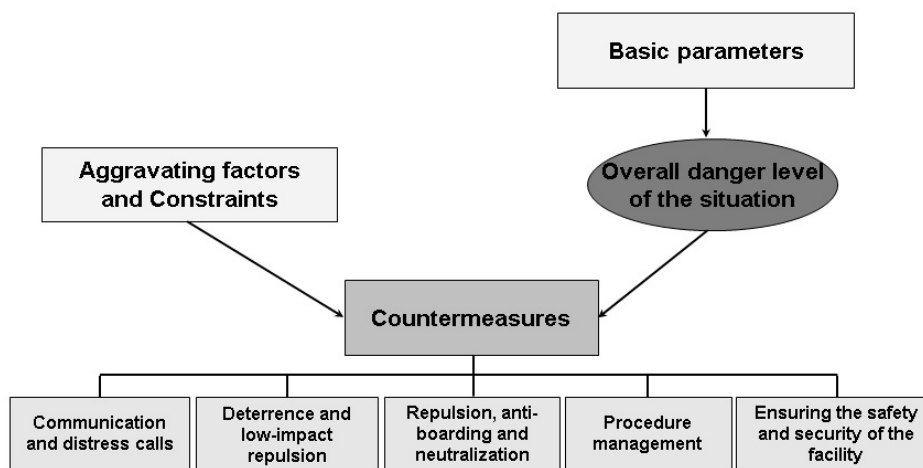 Basic parameters
Aggravating factors
and Constraints
Overall danger level
of the situation
Countermeasures
Communication
and distress calls
Deterrence and
low-impact
repulsion
Repulsion, anti-
boarding and
neutralization
Procedure
management
Ensuring the safety
and security of the
facility